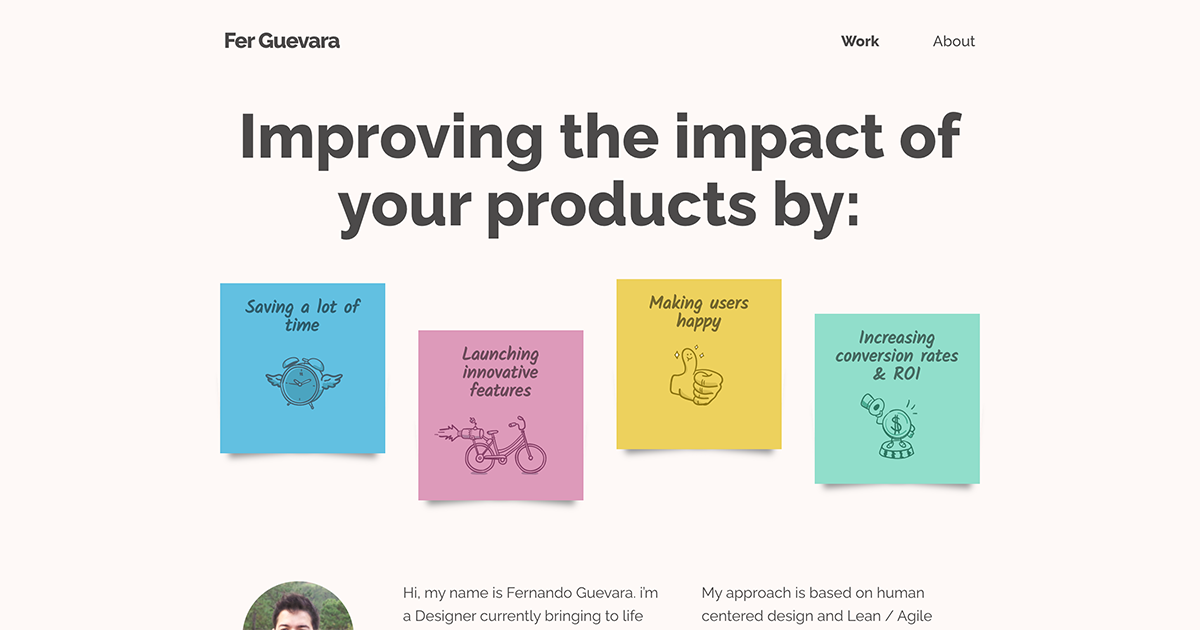 Fer Guevara
Work
About
Improving the impact of
your products by:
Saving a lot of
time
Launching
innovative
features
Making users
happy
Increasing
conversion rates
& ROI
$
Hi, my name is Fernando Guevara. i'm
a Designer currently bringing to life
My approach is based on human
centered design and Lean / Agile